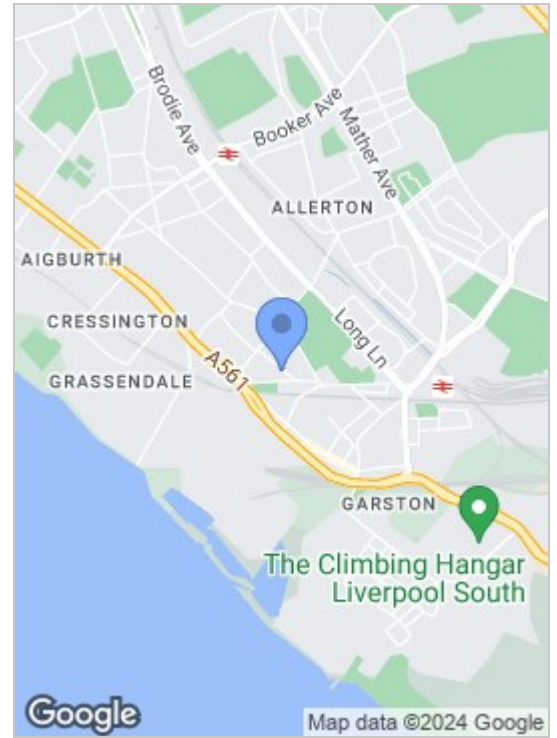 Brodie Ave
Booker Ave
Mather Ave
ALLERTON
AIGBURTH
CRESSINGTON
Long Ln
A561
GRASSENDALE
GARSTON
The Climbing Hangar
Liverpool South
Google
Map data ©2024 Google